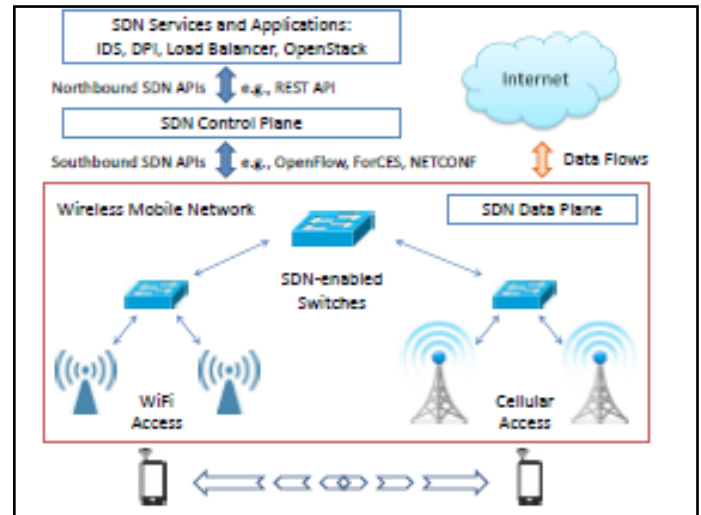 SDN Services and Applications:
IDS, DPI, Load Balancer, OpenStack
Northbound SDN APIs e.g., REST API
Internet
SDN Control Plane
Southbound SDN APIs e.g., OpenFlow, ForCES, NETCONF
Data Flows
Wireless Mobile Network
SDN Data Plane
SDN-enabled
Switches
WiFi
Access
Cellular
Access